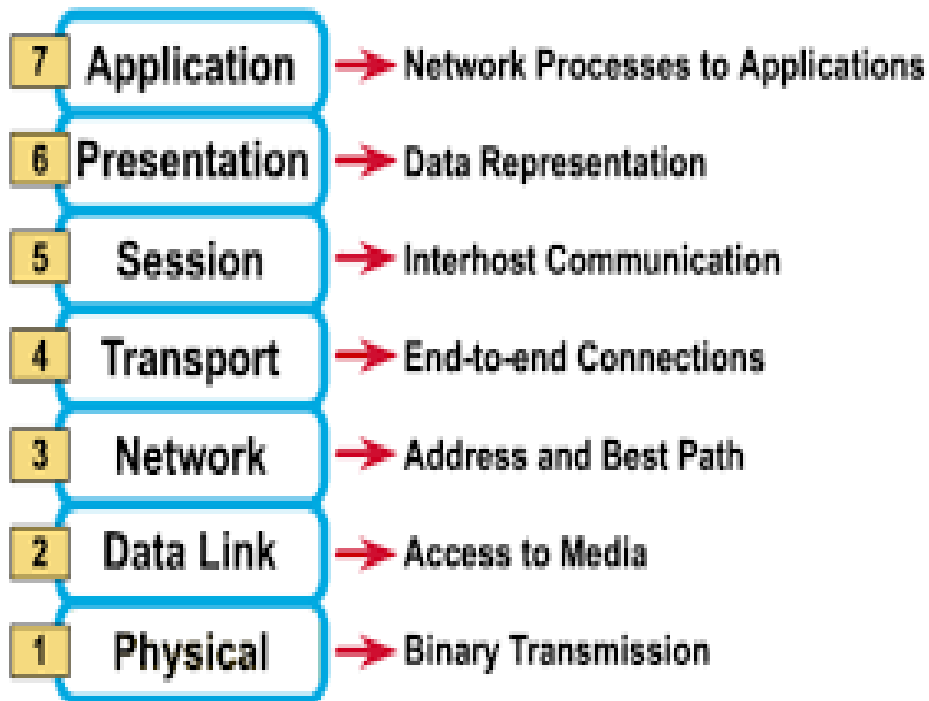 7 Application Network Processes to Applications
6 Presentation Data Representation
5 Session Interhost Communication
4 Transport End-to-end Connections
3 Network Address and Best Path
2 Data Link Access to Media
1 Physical Binary Transmission